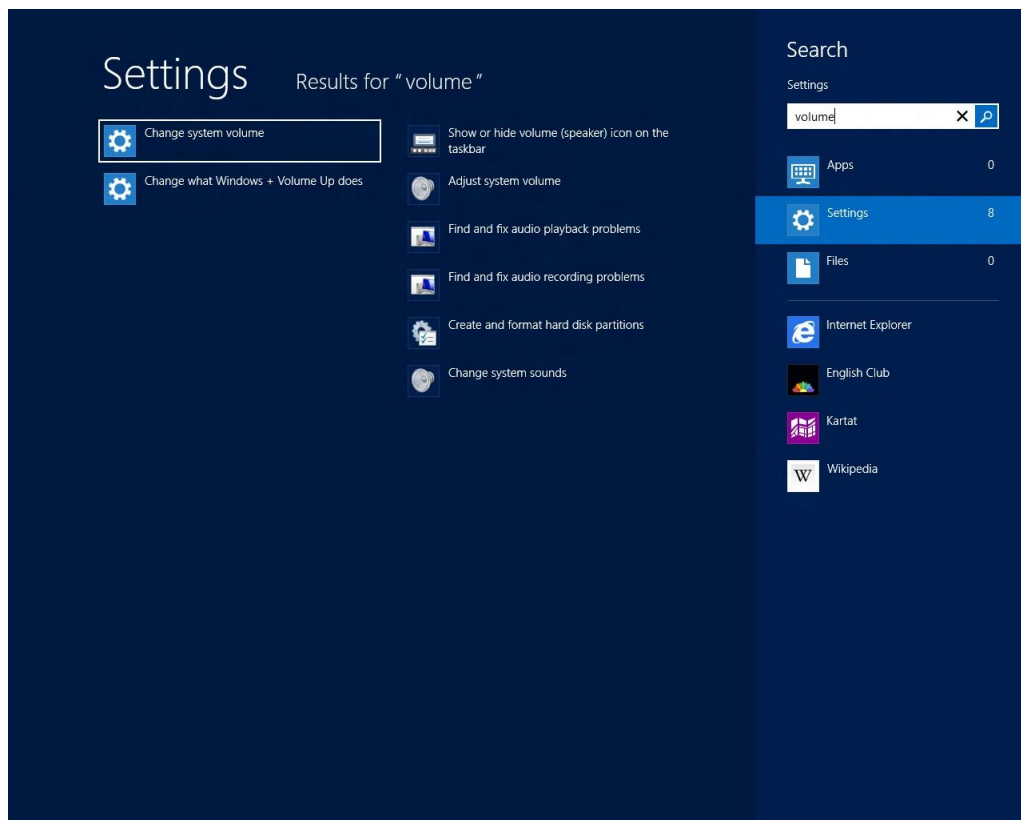 Settings
Results for “volume”
Change system volume
Change what Windows + Volume Up does
Show or hide volume (speaker) icon on the
taskbar
Adjust system volume
Find and fix audio playback problems
Find and fix audio recording problems
Create and format hard disk partitions
Change system sounds
Search
Settings
volume
Apps 0
Settings 8
Files 0
Internet Explorer
English Club
Kartat
W Wikipedia